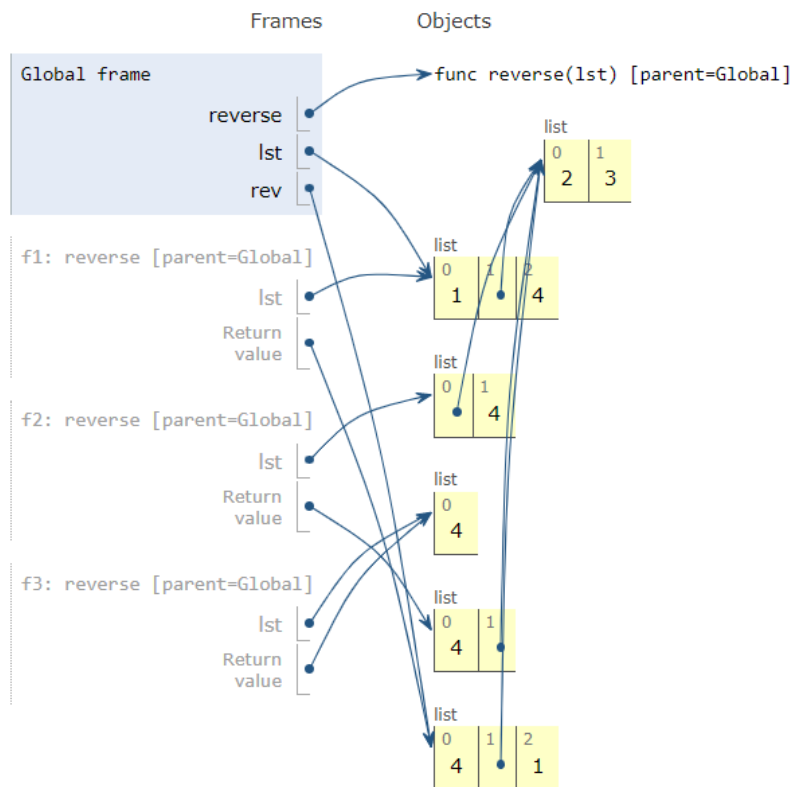 Frames Objects
Global frame
reverse
lst
rev
func reverse(lst) [parent=Global]
list
0 1
2 3
f1: reverse [parent=Global]
lst
Return
value
list
0 1 2
1 4
f2: reverse [parent=Global]
lst
Return
value
list
0 1
4
list
0
4
f3: reverse [parent=Global]
lst
Return
value
list
0 1
4
list
0 1 2
4 1